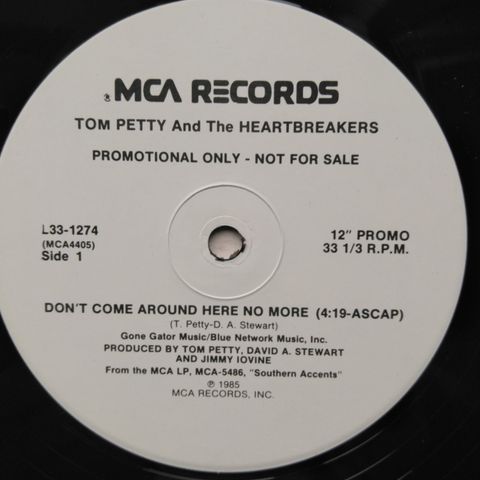 ® MCA RECORDS
TOM PETTY And The HEARTBREAKERS
PROMOTIONAL ONLY - NOT FOR SALE
L33-1274
(MCA4405)
Side 1
12" PROMO
33 1/3 R.P.M.
DON'T COME AROUND HERE NO MORE (4:19-ASCAP)
(T. Petty-D. A. Stewart)
Gone Gator Music/Blue Network Music, Inc.
PRODUCED BY TOM PETTY, DAVID A. STEWART
AND JIMMY IOVINE
From the MCA LP, MCA-5486, "Southern Accents"
℗ 1985
MCA RECORDS, INC.